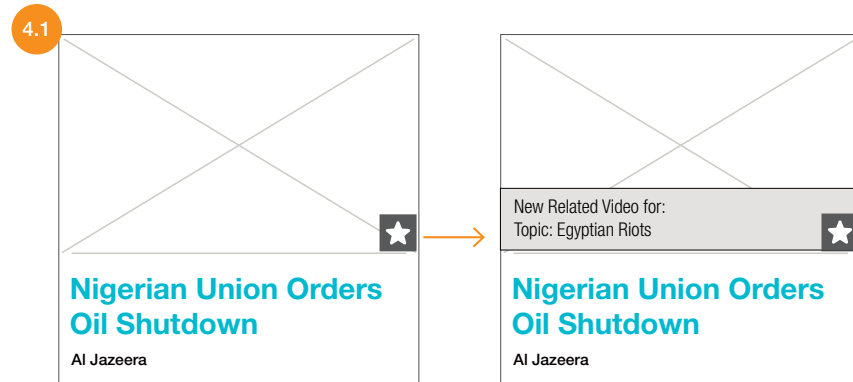 4.1
Nigerian Union Orders
Oil Shutdown
Al Jazeera
New Related Video for:
Topic: Egyptian Riots
Nigerian Union Orders
Oil Shutdown
Al Jazeera